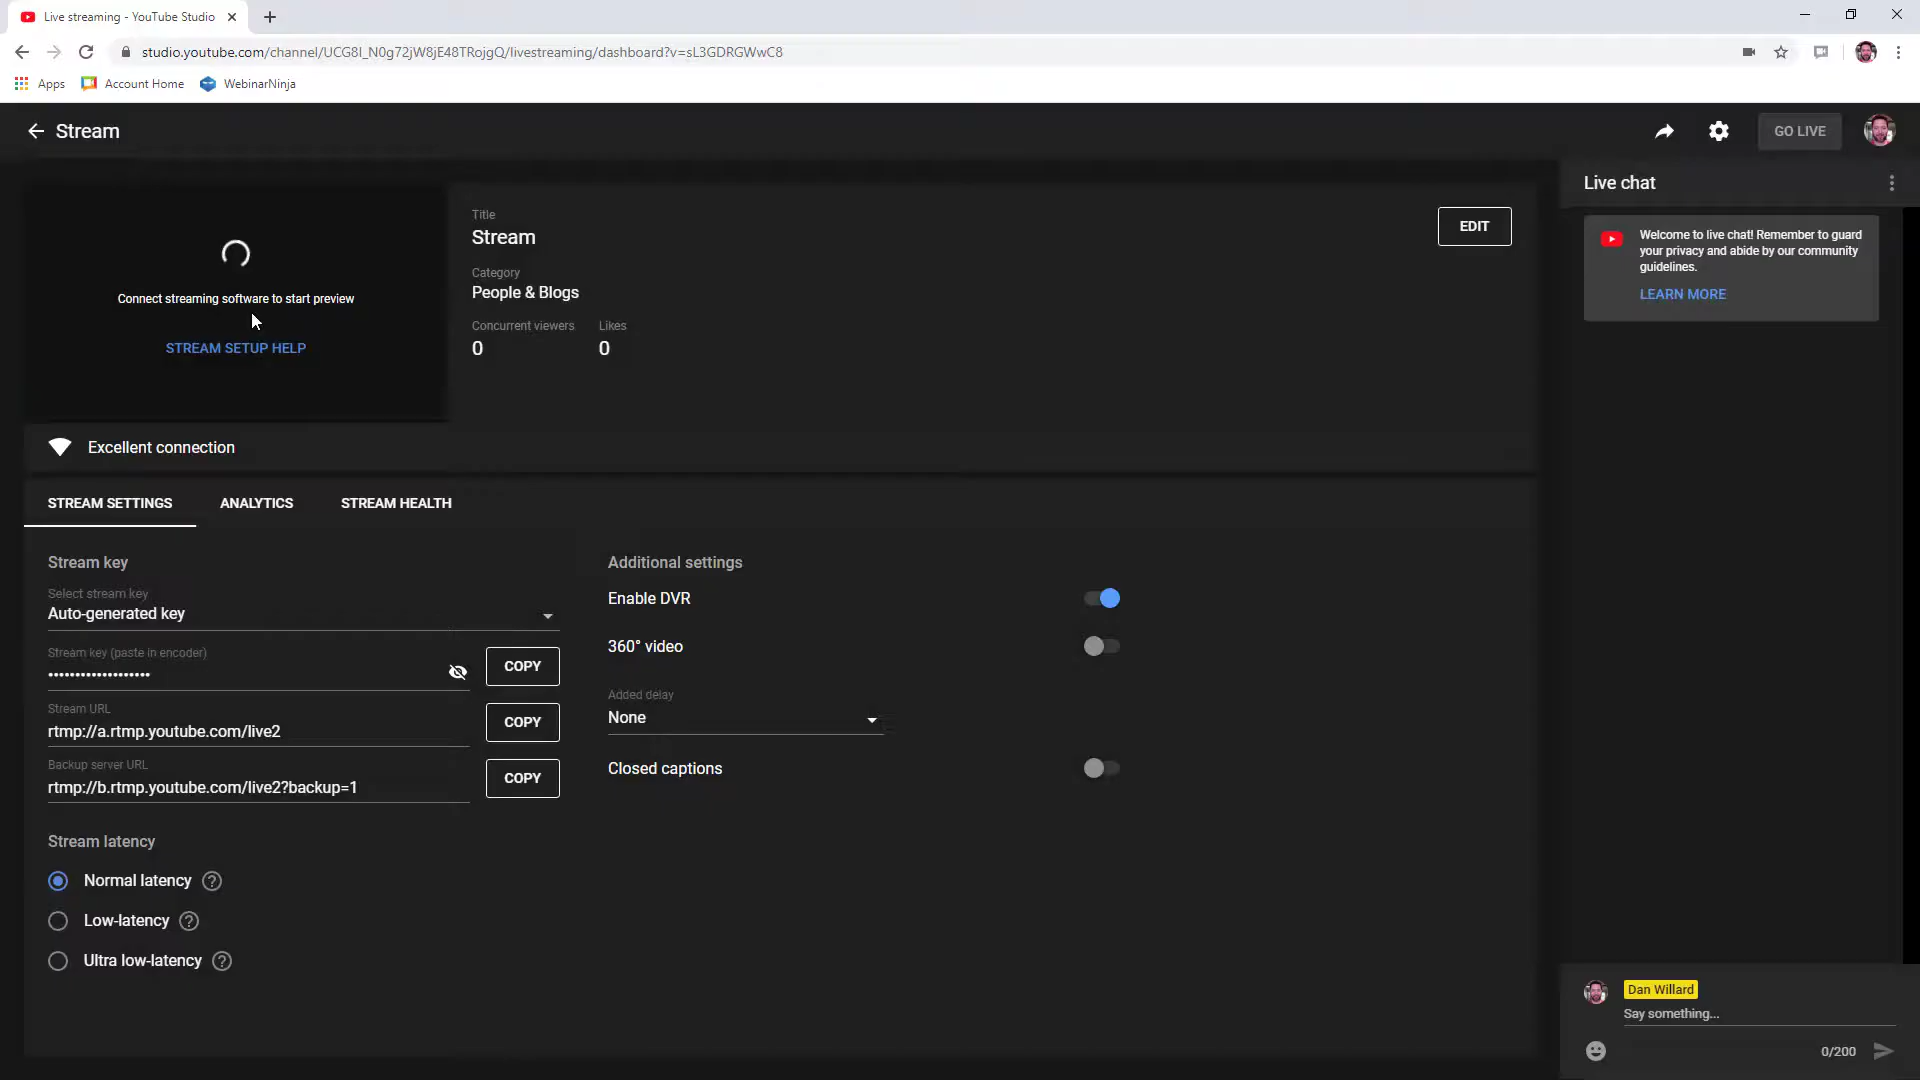 Live streaming - YouTube Studio
studio.youtube.com/channel/UCG8l_N0g72jW8jE48TRojgQ/livestreaming/dashboard?v=sL3GDRGWwC8
Apps
Account Home
WebinarNinja
Stream
GO LIVE
Connect streaming software to start preview
STREAM SETUP HELP
Title
Stream
EDIT
Category
People & Blogs
Concurrent viewers
Likes
0
0
Excellent connection
STREAM SETTINGS
ANALYTICS
STREAM HEALTH
Stream key
Select stream key
Auto-generated key
Stream key (paste in encoder)
•••••••••••••••••••
COPY
Stream URL
rtmp://a.rtmp.youtube.com/live2
COPY
Backup server URL
rtmp://b.rtmp.youtube.com/live2?backup=1
COPY
Stream latency
Normal latency
Low-latency
Ultra low-latency
Additional settings
Enable DVR
360° video
Added delay
None
Closed captions
Live chat
Welcome to live chat! Remember to guard
your privacy and abide by our community
guidelines.
LEARN MORE
Dan Willard
Say something...
0/200